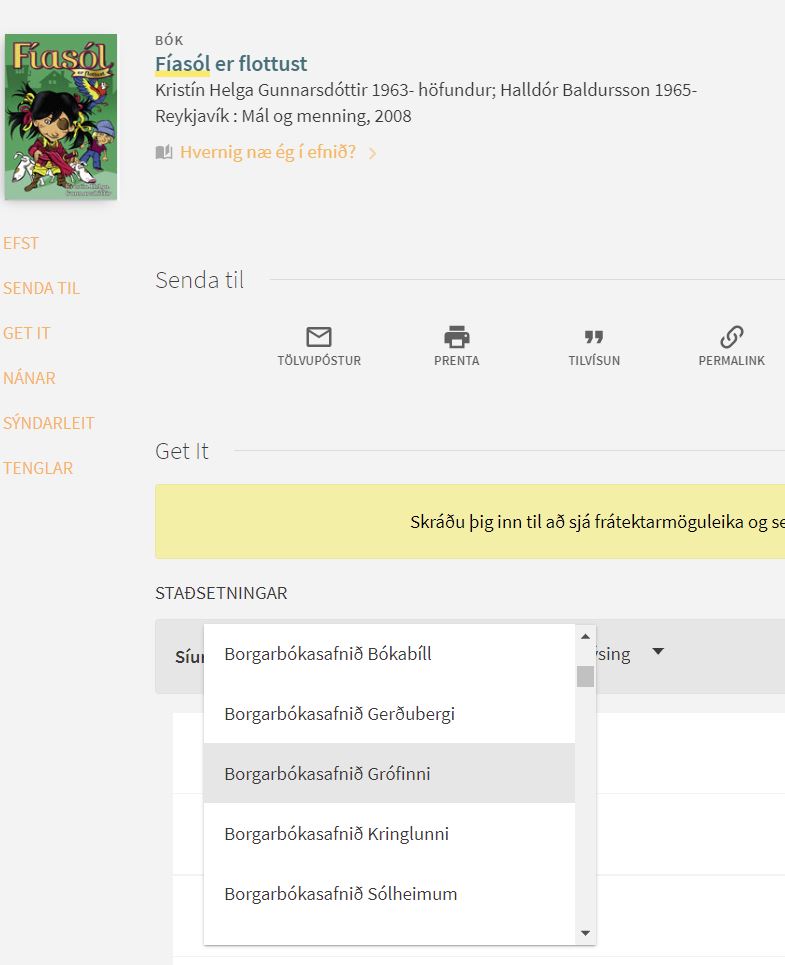 Fíasól
er flottust
Kristín Helga
Gunnarsdóttir
BÓK
Fíasól er flottust
Kristín Helga Gunnarsdóttir 1963- höfundur; Halldór Baldursson 1965-
Reykjavík : Mál og menning, 2008
Hvernig næ ég í efnið?
EFST
SENDA TIL
GET IT
NÁNAR
SÝNDARLEIT
TENGLAR
Senda til
TÖLVUPÓSTUR
PRENTA
TILVÍSUN
PERMALINK
Get It
Skráðu þig inn til að sjá frátektarmöguleika og
STAÐSETNINGAR
Borgarbókasafnið Bókabíll
Borgarbókasafnið Gerðubergi
Borgarbókasafnið Grófinni
Borgarbókasafnið Kringlunni
Borgarbókasafnið Sólheimum